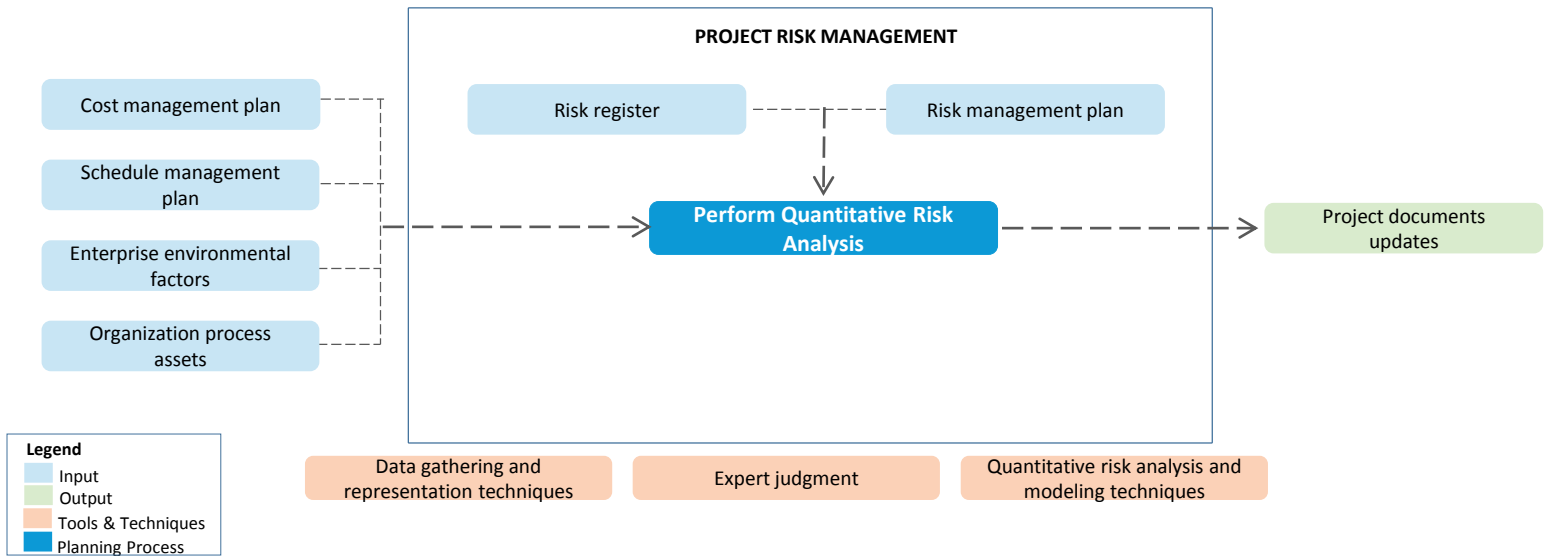 PROJECT RISK MANAGEMENT
Cost management plan
Risk register
Risk management plan
Schedule management
plan
Perform Quantitative Risk
Analysis
Project documents
updates
Enterprise environmental
factors
Organization process
assets
Legend
Input
Output
Tools & Techniques
Planning Process
Data gathering and
representation techniques
Expert judgment
Quantitative risk analysis and
modeling techniques